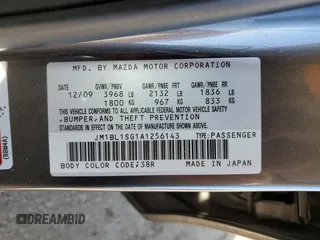 MFD. BY MAZDA MOTOR CORPORATION
GVWR/PNBV GAWR/PNBE FRT GAWR/PNBE RR
12/09 3968 LB 2132 LB 1836 LB
1800 KG 967 KG 833 KG
THIS VEHICLE CONFORMS TO ALL APPLICABLE
FEDERAL MOTOR VEHICLE SAFETY
, BUMPER, AND THEFT PREVENTION
STANDARDS IN EFFECT ON THE DATE OF
MANUFACTURE SHOWN ABOVE.
JM1BL1SG1A1256143 TYPE:PASSENGER
BODY COLOR CODE:38R MADE IN JAPAN
(BBM4A)